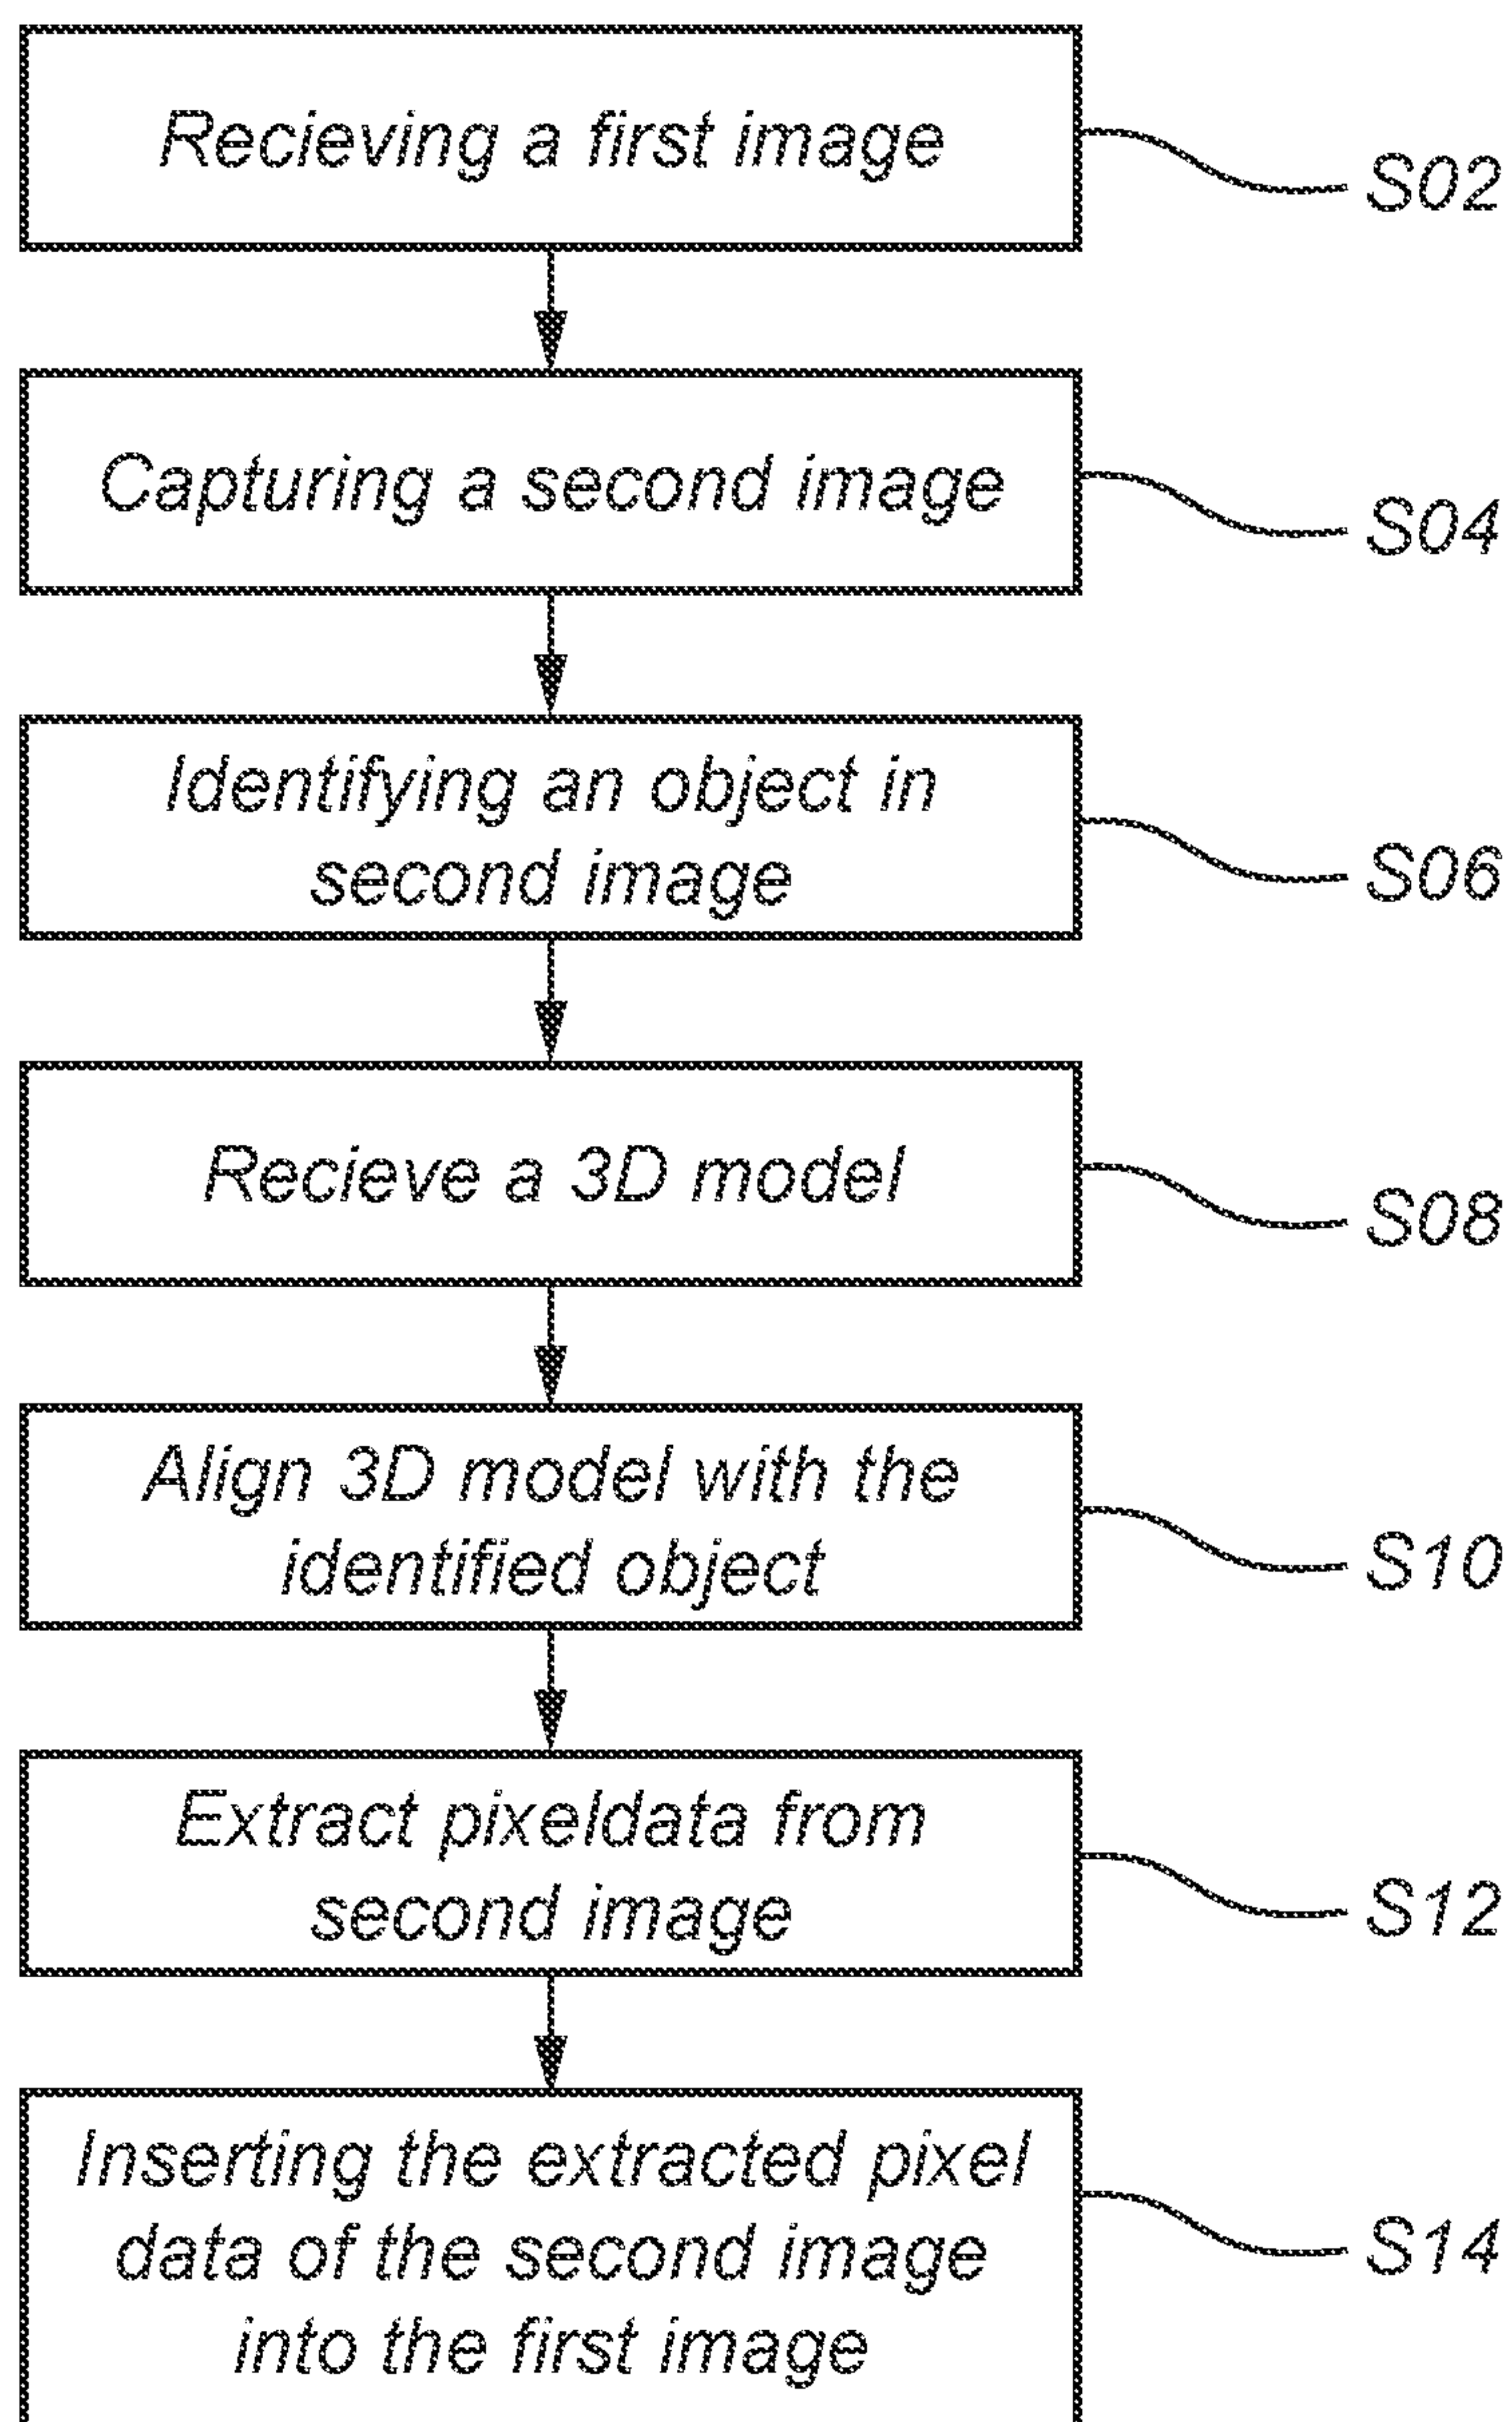 Recieving a first image
S02
Capturing a second image
S04
Identifying an object in
second image
S06
Recieve a 3D model
S08
Align 3D model with the
identified object
S10
Extract pixeldata from
second image
S12
Inserting the extracted pixel
data of the second image
into the first image
S14